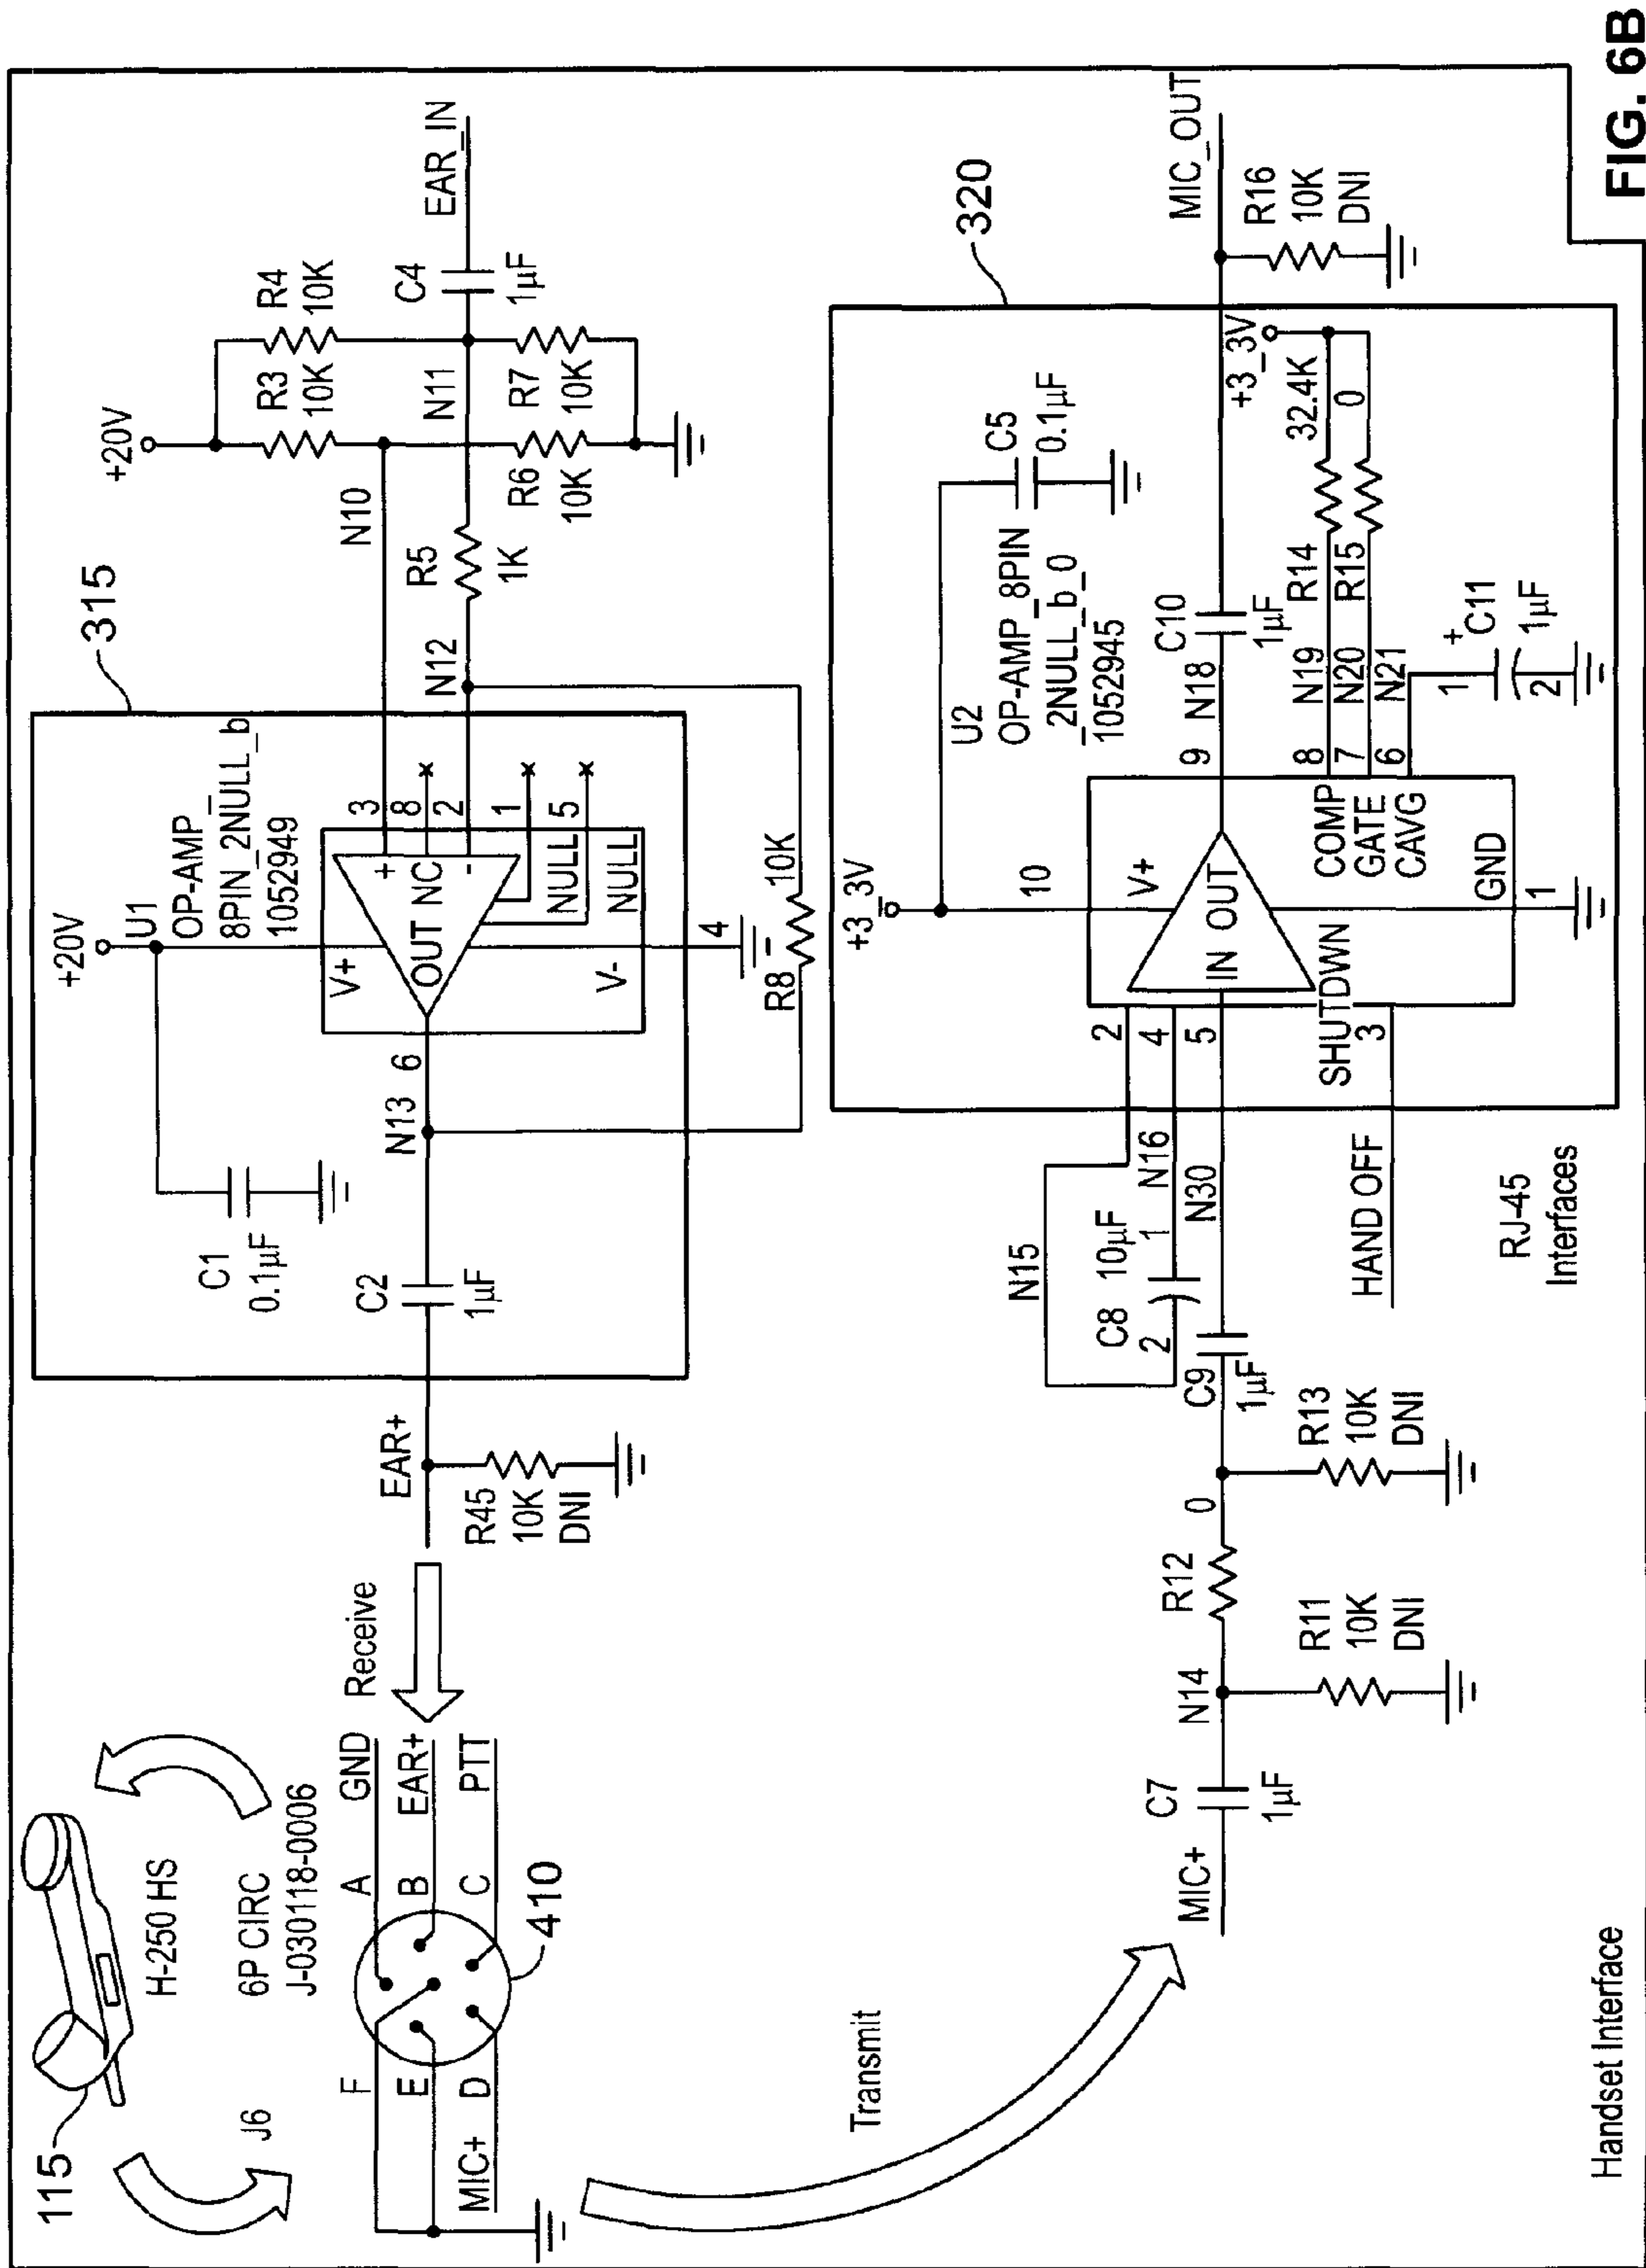 115
H-250 HS
J6
6P CIRC
J-030118-0006
F
E
MIC+ D
A GND
B EAR+
C PTT
410
Receive
Transmit
EAR+
R45
10K
DNI
C1
0.1µF
C2
1µF
N13
6
+20V
U1
OP-AMP_
8PIN_2NULL_b
1052949
V+
OUT
NC
+
-
NULL
NULL
V-
3
8
2
1
5
4
315
R8
10K
N12
R5
1K
N10
N11
+20V
R3
10K
R4
10K
R6
10K
R7
10K
C4
1µF
EAR_IN
MIC+
C7
1µF
N14
R11
10K
DNI
R12
0
R13
10K
DNI
C9
1µF
N15
C8 10µF
2
1
N16
N30
HAND OFF
RJ-45
Interfaces
2
4
5
3
SHUTDWN
IN OUT
V+
GND
1
10
+3_3V
COMP
GATE
CAVG
9
8
7
6
U2
OP-AMP_8PIN
_2NULL_b_0
1052945
C5
0.1µF
320
N18
C10
1µF
N19
N20
N21
R14
R15
32.4K
0
+3_3V
1
+
C11
1µF
2
MIC_OUT
R16
10K
DNI
Handset Interface
FIG. 6B